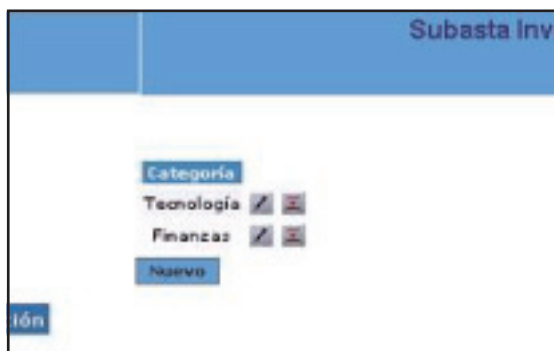 Subasta Inv
Categoría
Tecnología
Finanzas
Nuevo
ión